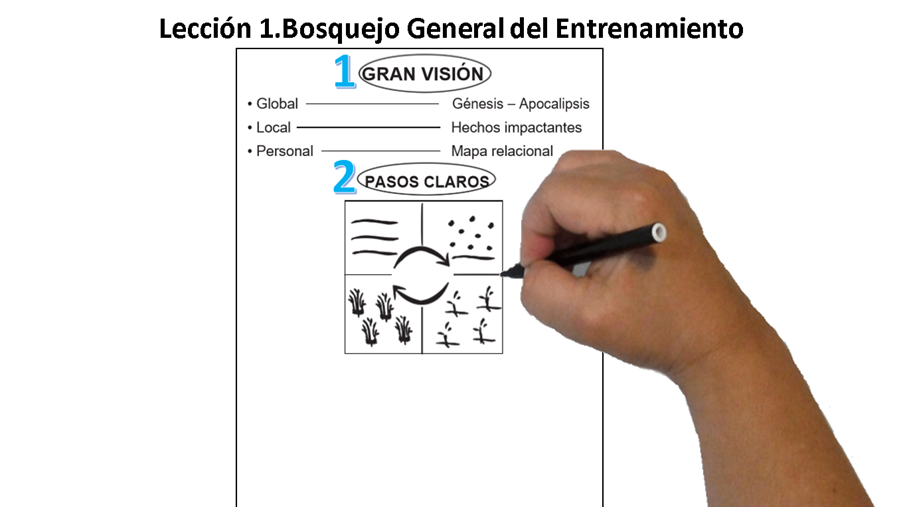 Lección 1.Bosquejo General del Entrenamiento
1 GRAN VISIÓN
• Global Génesis – Apocalipsis
• Local Hechos impactantes
• Personal Mapa relacional
2 PASOS CLAROS